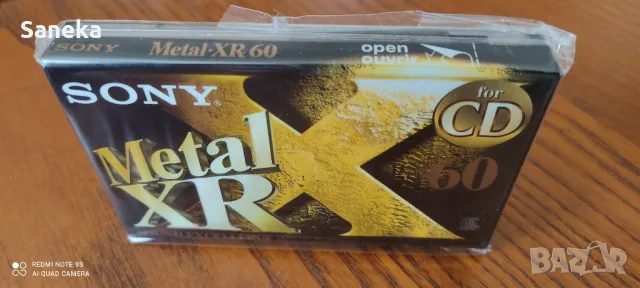 Saneka
SONY Metal-XR 60 open
ouvrir
SONY
for
CD
Metal
XR
60
REDMI NOTE 9S
AI QUAD CAMERA
BAZAR